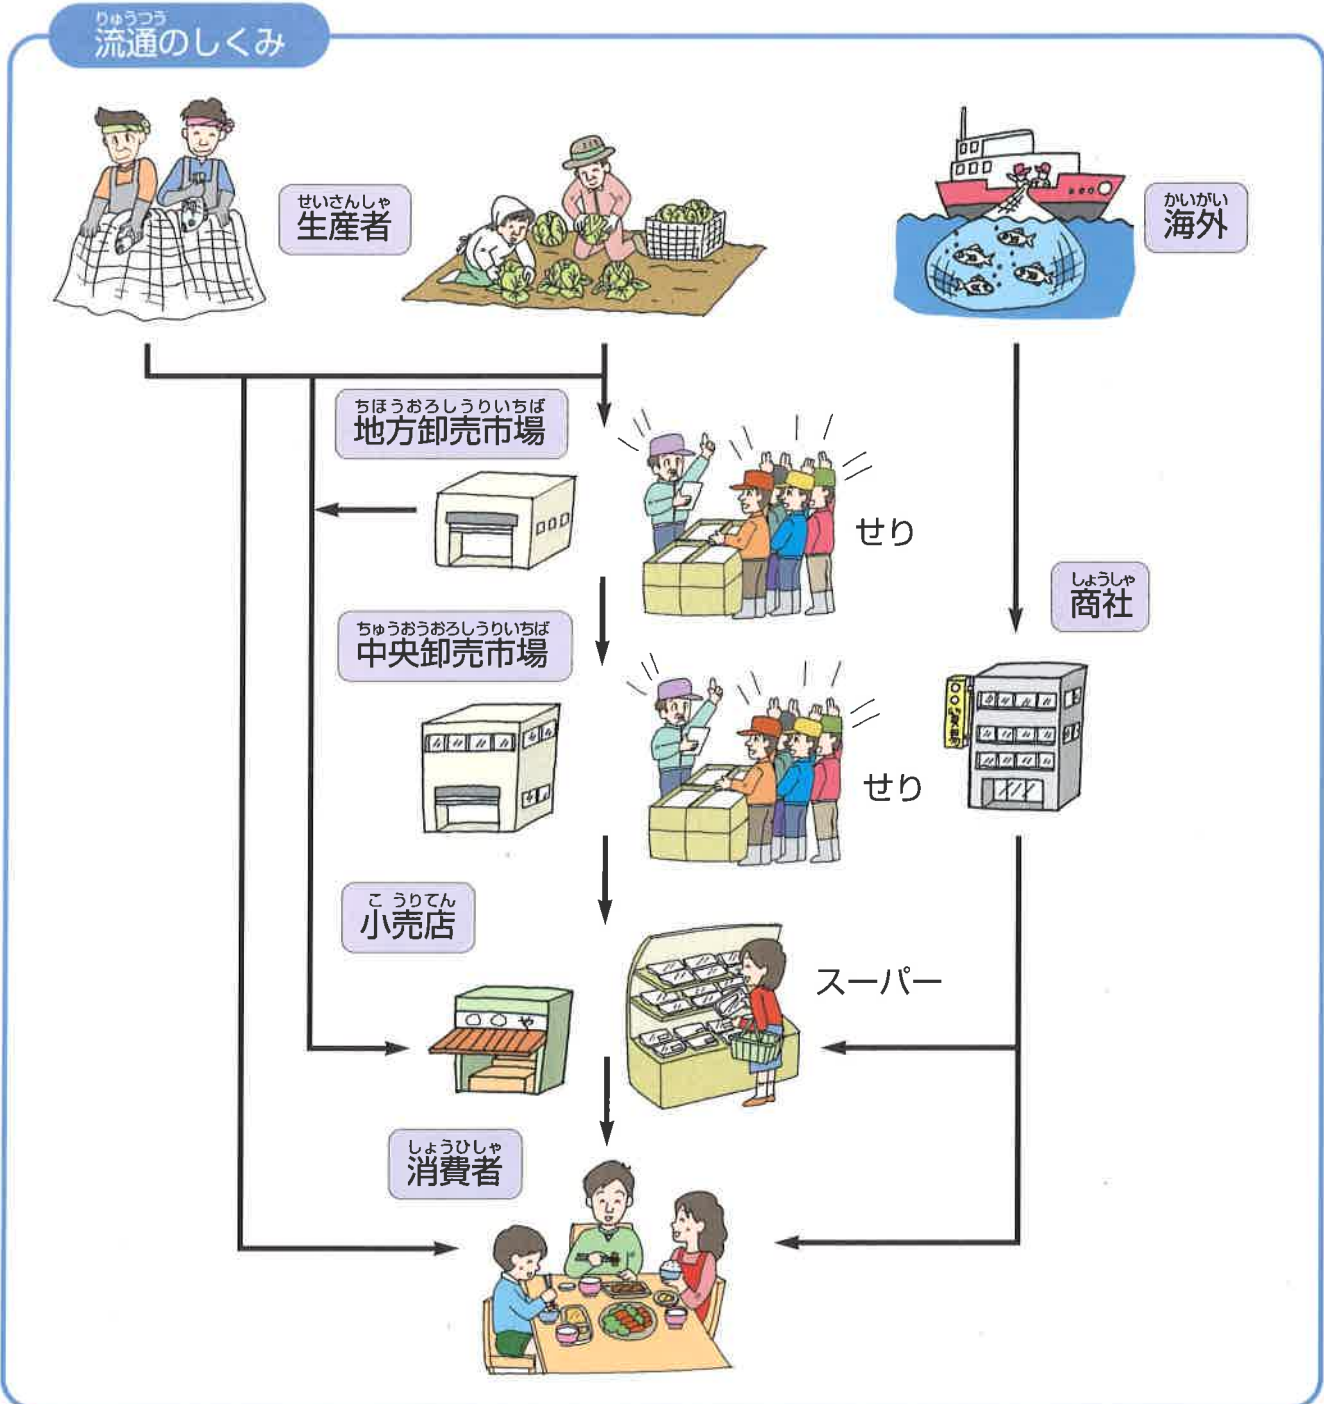 りゅうつう
流通のしくみ
せいさんしゃ
生産者
かいがい
海外
ちほうおろしうりいちば
地方卸売市場
せり
しょうしゃ
商社
ちゅうおうおろしうりいちば
中央卸売市場
せり
○○貿易
こうりてん
小売店
スーパー
○○や
しょうひしゃ
消費者